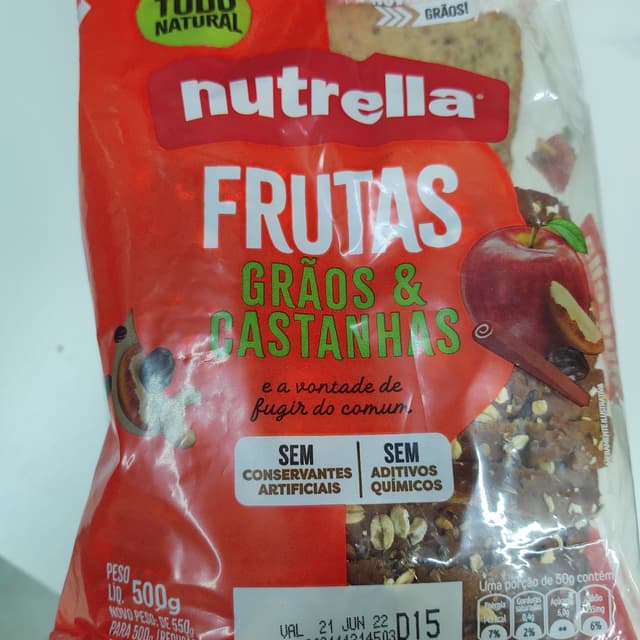 TUDO
NATURAL
GRÃOS!
nutrella
FRUTAS
GRÃOS &
CASTANHAS
e a vontade de
fugir do comum
SEM
CONSERVANTES
ARTIFICIAIS
SEM
ADITIVOS
QUÍMICOS
PESO
LÍQ. 500g
NOVO PESO. DE 550g
PARA 500g
VAL 21 JUN 22 D15
Uma porção de 50g contém
7% 2% ** 6%